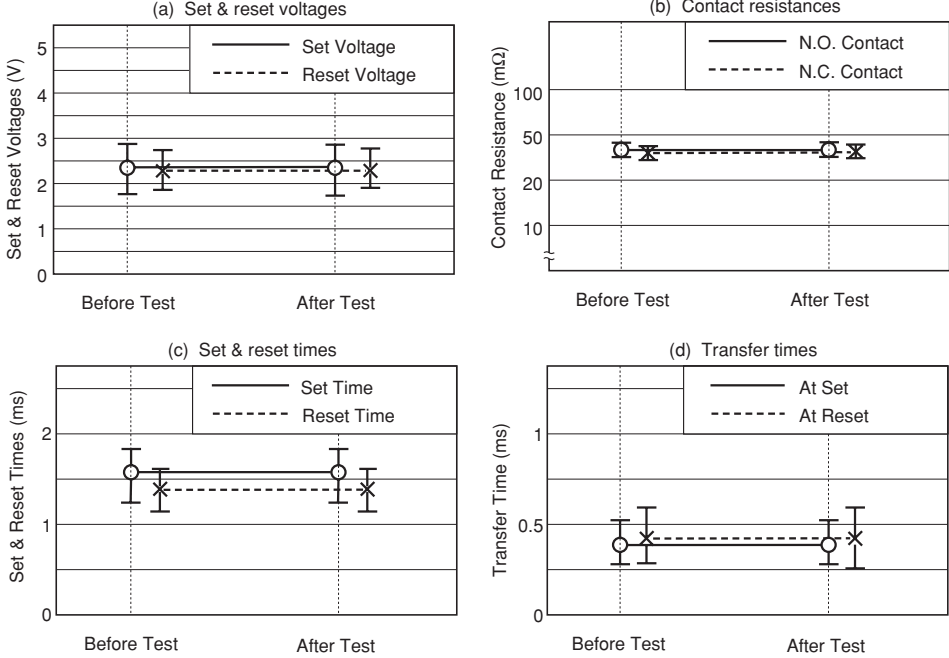 (a) Set & reset voltages
Set Voltage
Reset Voltage
Set & Reset Voltages (V)
5
4
3
2
1
0
Before Test
After Test
(b) Contact resistances
N.O. Contact
N.C. Contact
Contact Resistance (mΩ)
100
50
20
10
Before Test
After Test
(c) Set & reset times
Set Time
Reset Time
Set & Reset Times (ms)
2
1
0
Before Test
After Test
(d) Transfer times
At Set
At Reset
Transfer Time (ms)
1
0.5
0
Before Test
After Test